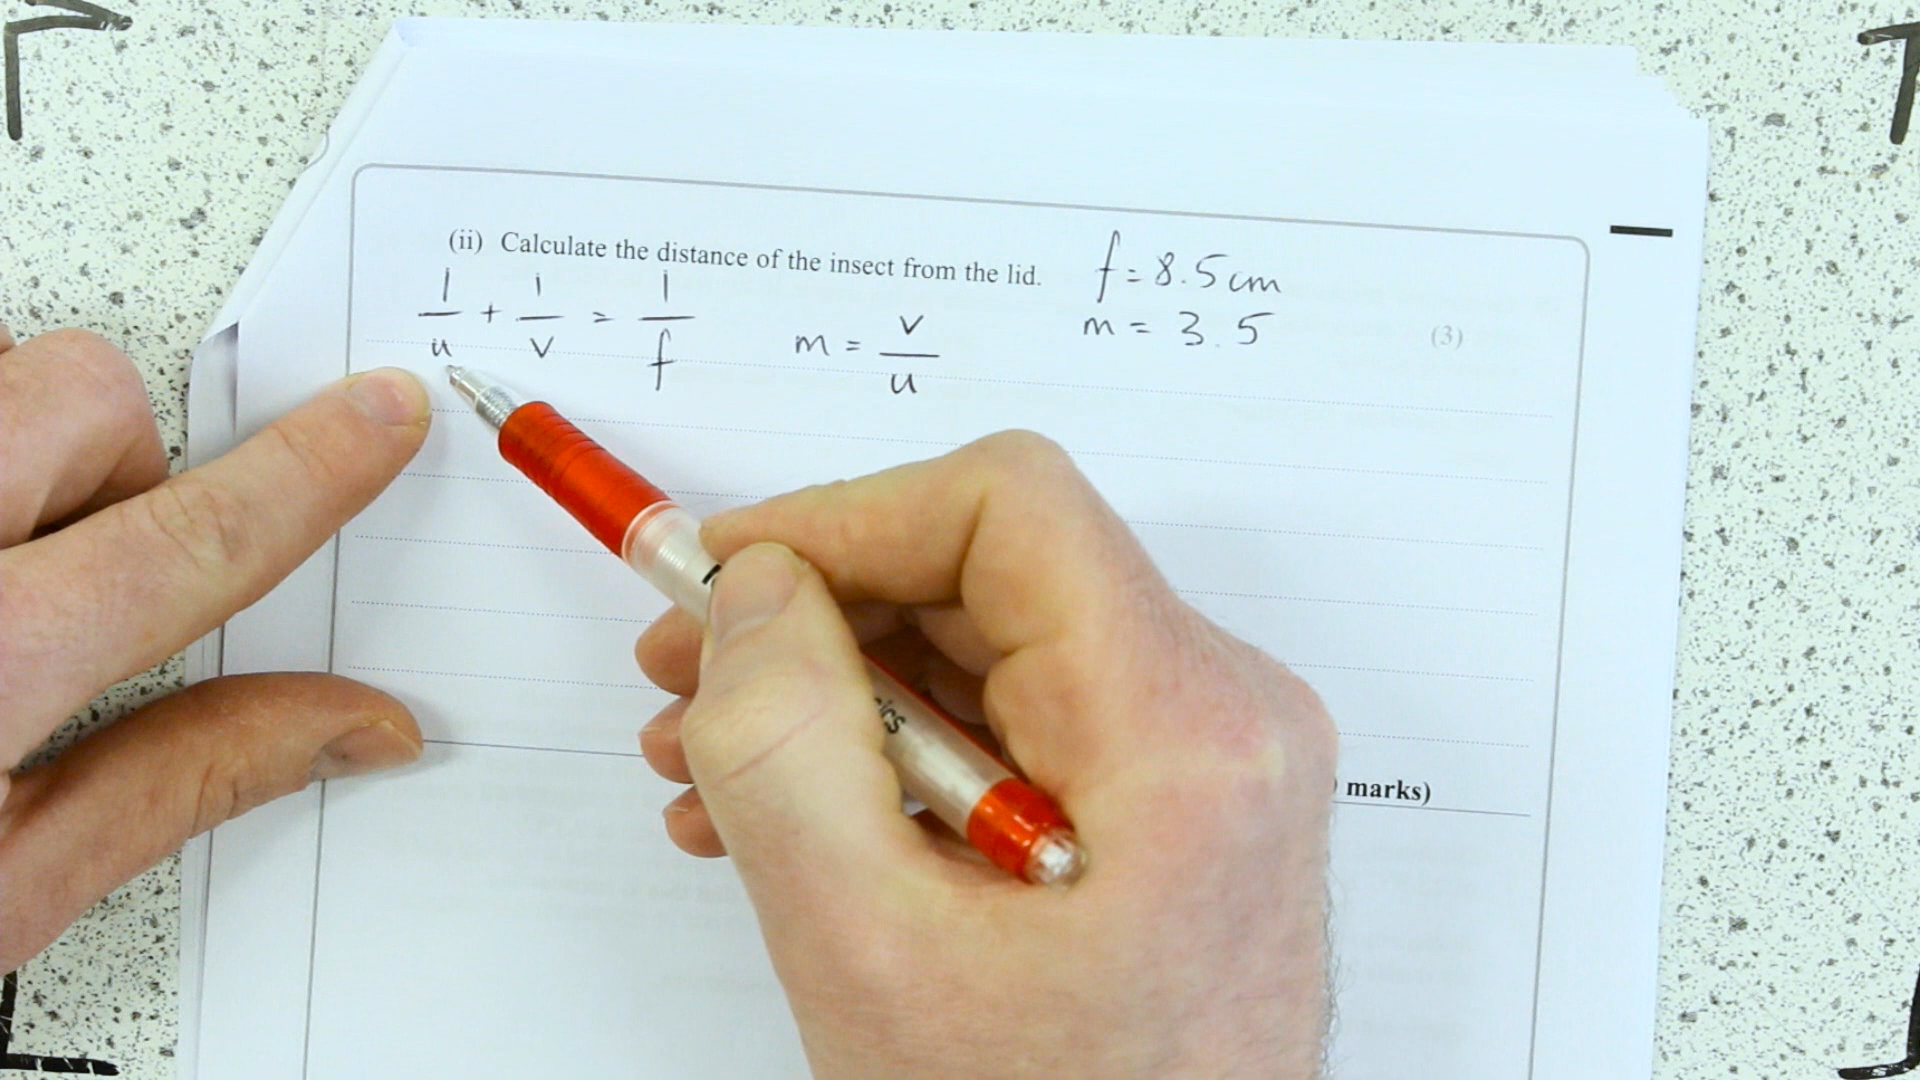 (ii) Calculate the distance of the insect from the lid.
f = 8.5 cm
1/u + 1/v = 1/f
m = v/u
m = 3.5
(3)
marks)